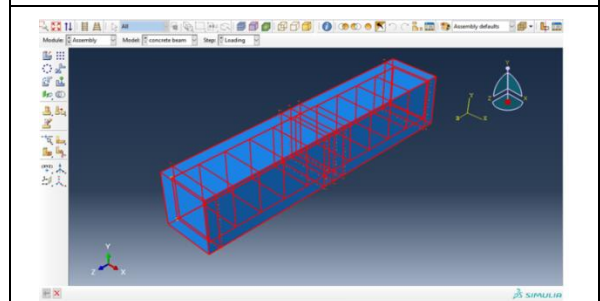 All
Assembly defaults
Module: Assembly Model: concrete beam Step: Loading
Y
Z X
Y
Z X
Y
Z X
SIMULIA